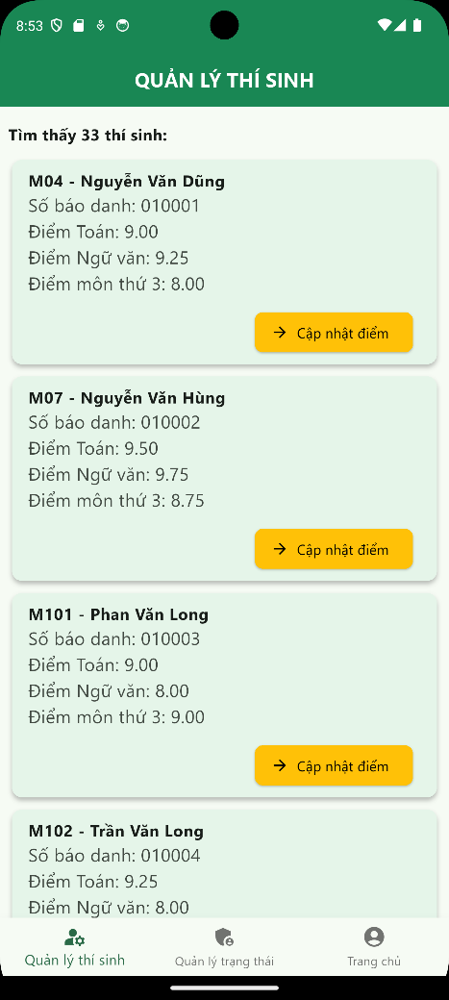 8:53
QUẢN LÝ THÍ SINH
Tìm thấy 33 thí sinh:
M04 - Nguyễn Văn Dũng
Số báo danh: 010001
Điểm Toán: 9.00
Điểm Ngữ văn: 9.25
Điểm môn thứ 3: 8.00
Cập nhật điểm
M07 - Nguyễn Văn Hùng
Số báo danh: 010002
Điểm Toán: 9.50
Điểm Ngữ văn: 9.75
Điểm môn thứ 3: 8.75
Cập nhật điểm
M101 - Phan Văn Long
Số báo danh: 010003
Điểm Toán: 9.00
Điểm Ngữ văn: 8.00
Điểm môn thứ 3: 9.00
Cập nhật điểm
M102 - Trần Văn Long
Số báo danh: 010004
Điểm Toán: 9.25
Điểm Ngữ văn: 8.00
Quản lý thí sinh
Quản lý trạng thái
Trang chủ